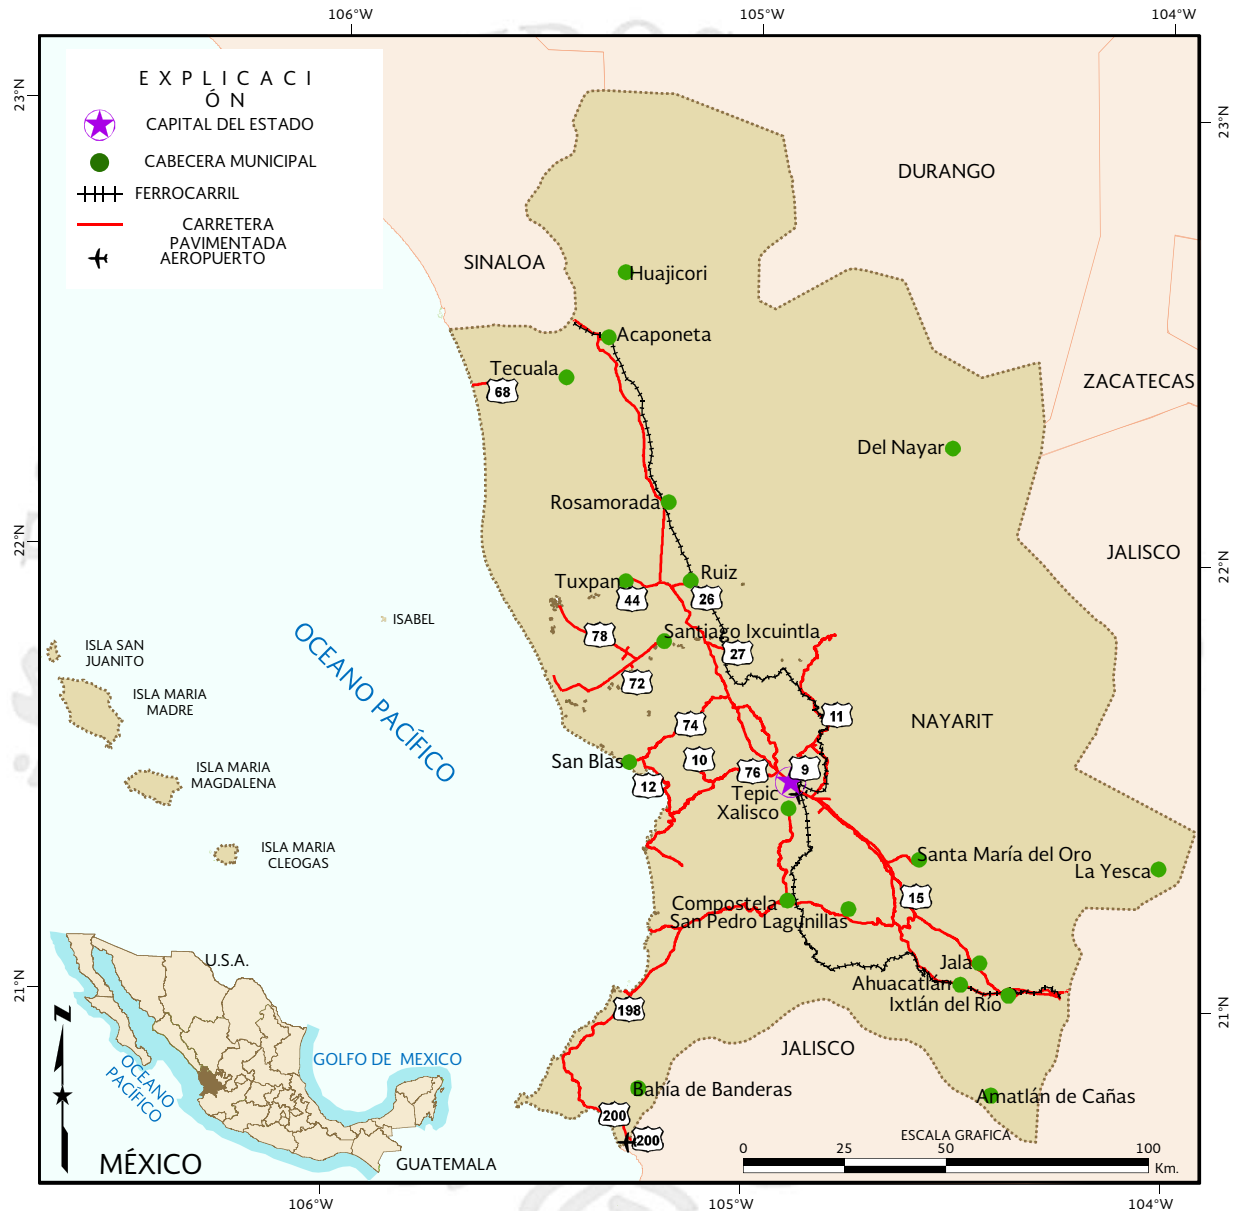 106°W
105°W
104°W
23°N
23°N
E X P L I C A C I
Ó N
CAPITAL DEL ESTADO
CABECERA MUNICIPAL
FERROCARRIL
CARRETERA
PAVIMENTADA
AEROPUERTO
DURANGO
SINALOA
Huajicori
Acaponeta
Tecuala
68
ZACATECAS
Del Nayar
Rosamorada
22°N
22°N
JALISCO
Tuxpan
Ruiz
44
26
ISABEL
Santiago Ixcuintla
78
27
ISLA SAN
JUANITO
OCEANO PACÍFICO
72
ISLA MARIA
MADRE
74
11
NAYARIT
San Blas
10
76
9
ISLA MARIA
MAGDALENA
12
Tepic
Xalisco
ISLA MARIA
CLEOGAS
Santa María del Oro
La Yesca
15
Compostela
San Pedro Lagunillas
U.S.A.
Jala
Ahuacatlán
Ixtlán del Río
21°N
21°N
198
N
GOLFO DE MEXICO
OCEANO
PACÍFICO
JALISCO
Bahía de Banderas
Amatlán de Cañas
200
200
ESCALA GRAFICA
0
25
50
100
Km.
MÉXICO
GUATEMALA
106°W
105°W
104°W